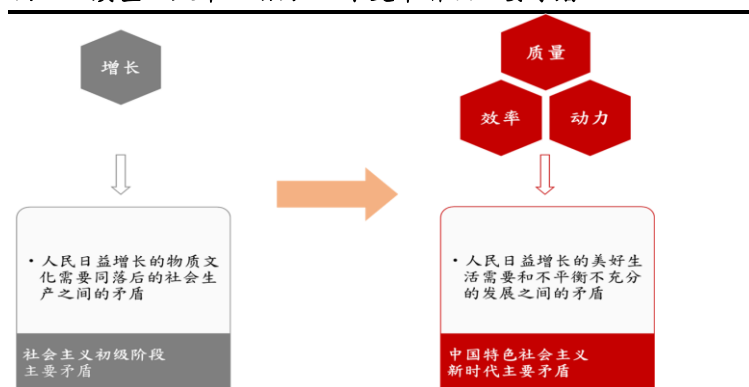 增长
质量
效率
动力
·人民日益增长的物质文
化需要同落后的社会生
产之间的矛盾
社会主义初级阶段
主要矛盾
·人民日益增长的美好生
活需要和不平衡不充分
的发展之间的矛盾
中国特色社会主义
新时代主要矛盾